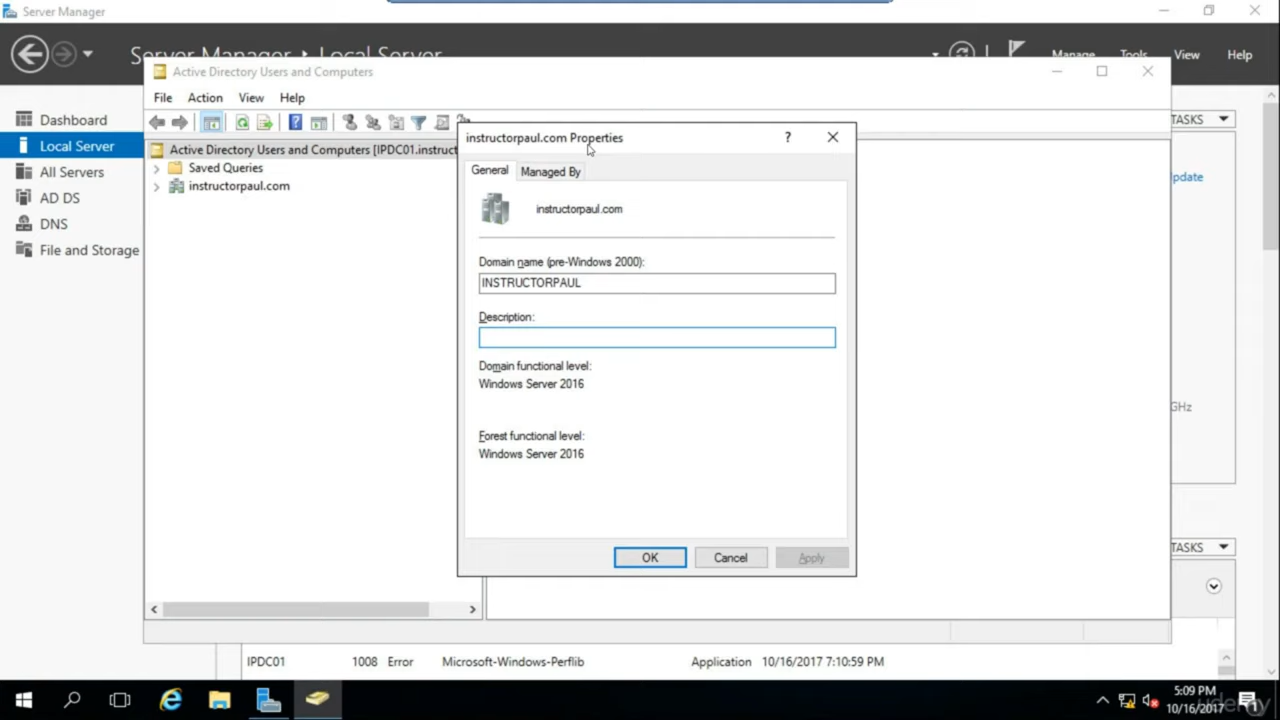 Server Manager
Server Manager • Local Server
Manage Tools View Help
Active Directory Users and Computers
File Action View Help
Dashboard
Local Server
All Servers
AD DS
DNS
File and Storage
Active Directory Users and Computers [IPDC01.instruct
Saved Queries
instructorpaul.com
instructorpaul.com Properties
General Managed By
instructorpaul.com
Domain name (pre-Windows 2000):
INSTRUCTORPAUL
Description:
Domain functional level:
Windows Server 2016
Forest functional level:
Windows Server 2016
OK Cancel Apply
TASKS
pdate
GHz
TASKS
IPDC01 1008 Error Microsoft-Windows-Perflib Application 10/16/2017 7:10:59 PM
5:09 PM
10/16/2017
udemy